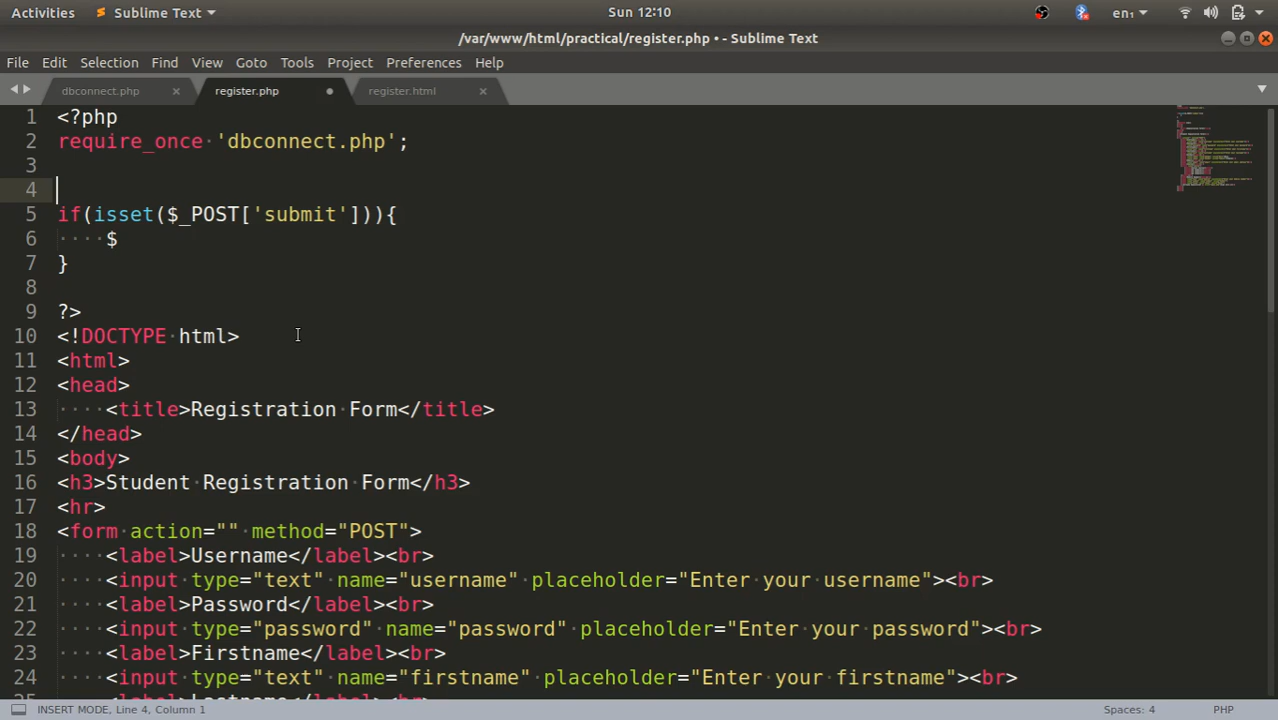 Activities Sublime Text Sun 12:10 en₁
/var/www/html/practical/register.php • - Sublime Text
File Edit Selection Find View Goto Tools Project Preferences Help
dbconnect.php × register.php register.html ×
1 <?php
2 require_once 'dbconnect.php';
3
4
5 if(isset($_POST['submit'])){
6     $
7 }
8
9 ?>
10 <!DOCTYPE html>
11 <html>
12 <head>
13     <title>Registration Form</title>
14 </head>
15 <body>
16 <h3>Student Registration Form</h3>
17 <hr>
18 <form action="" method="POST">
19     <label>Username</label><br>
20     <input type="text" name="username" placeholder="Enter your username"><br>
21     <label>Password</label><br>
22     <input type="password" name="password" placeholder="Enter your password"><br>
23     <label>Firstname</label><br>
24     <input type="text" name="firstname" placeholder="Enter your firstname"><br>
25     <label>Lastname</label><br>
INSERT MODE, Line 4, Column 1 Spaces: 4 PHP